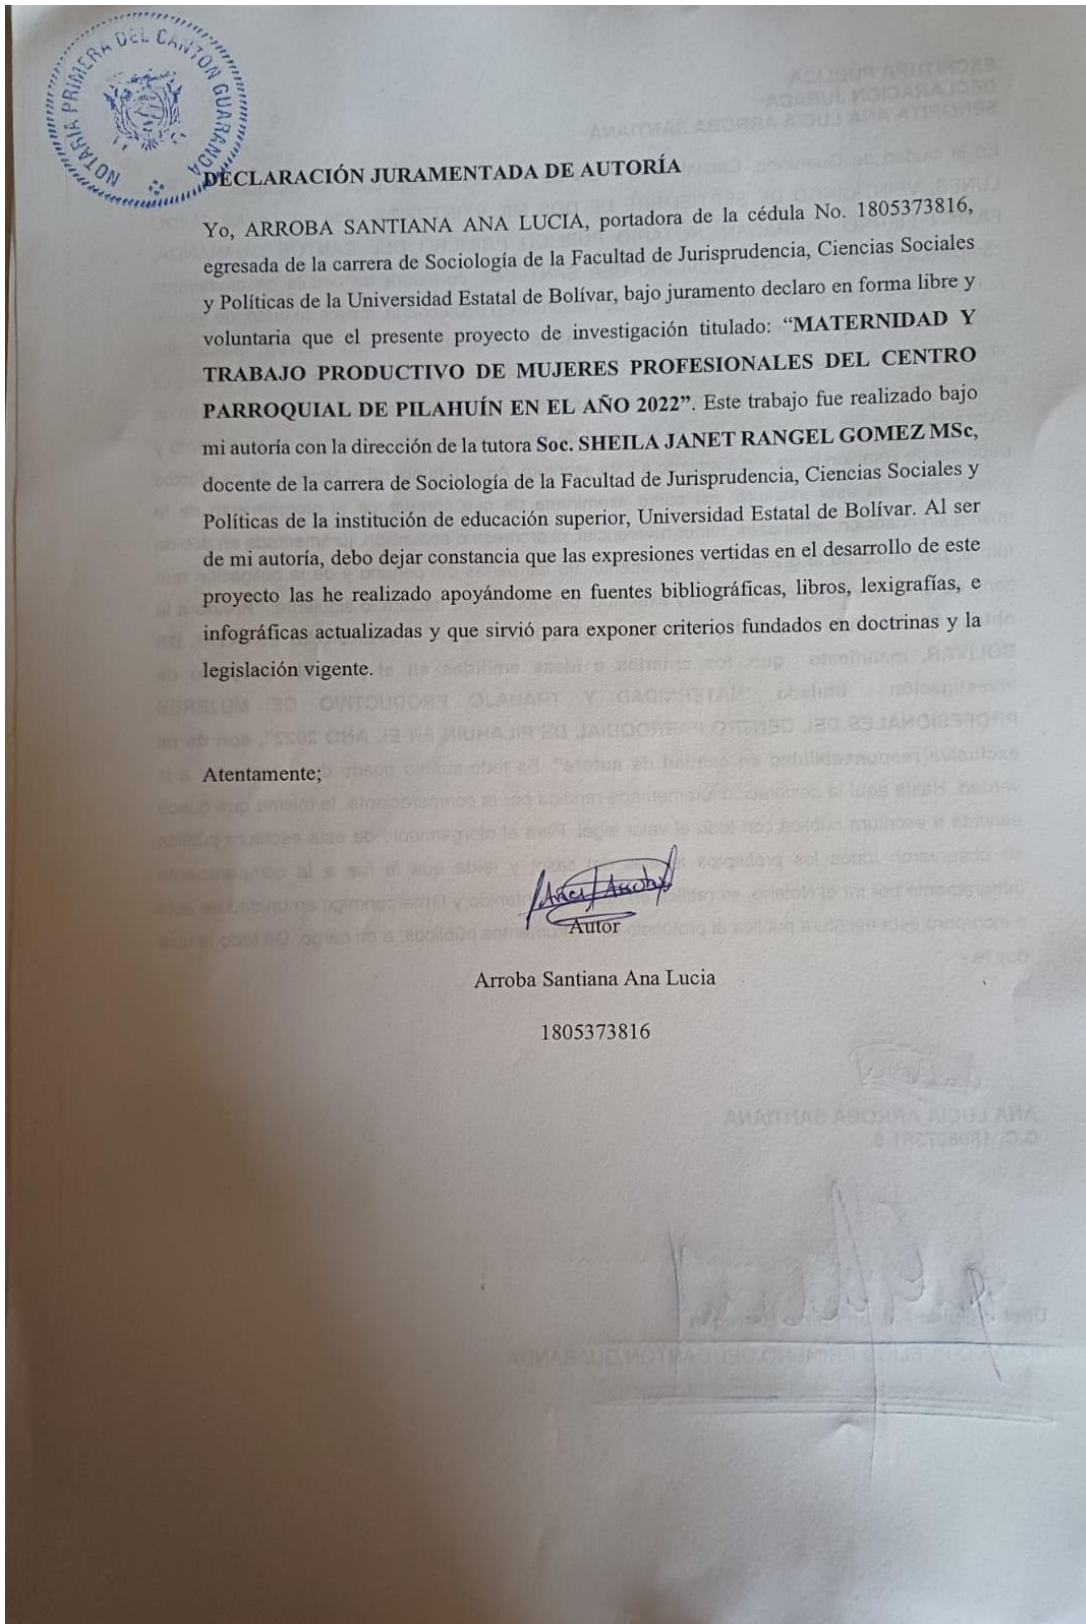 NOTARÍA PRIMERA DEL CANTON GUARANDA
DECLARACIÓN JURAMENTADA DE AUTORÍA
Yo, ARROBA SANTIANA ANA LUCIA, portadora de la cédula No. 1805373816,
egresada de la carrera de Sociología de la Facultad de Jurisprudencia, Ciencias Sociales
y Políticas de la Universidad Estatal de Bolívar, bajo juramento declaro en forma libre y
voluntaria que el presente proyecto de investigación titulado: “MATERNIDAD Y
TRABAJO PRODUCTIVO DE MUJERES PROFESIONALES DEL CENTRO
PARROQUIAL DE PILAHUÍN EN EL AÑO 2022”. Este trabajo fue realizado bajo
mi autoría con la dirección de la tutora Soc. SHEILA JANET RANGEL GOMEZ MSc,
docente de la carrera de Sociología de la Facultad de Jurisprudencia, Ciencias Sociales y
Políticas de la institución de educación superior, Universidad Estatal de Bolívar. Al ser
de mi autoría, debo dejar constancia que las expresiones vertidas en el desarrollo de este
proyecto las he realizado apoyándome en fuentes bibliográficas, libros, lexigrafías, e
infográficas actualizadas y que sirvió para exponer criterios fundados en doctrinas y la
legislación vigente.
Atentamente;
Ana Arroba
Autor
Arroba Santiana Ana Lucia
1805373816